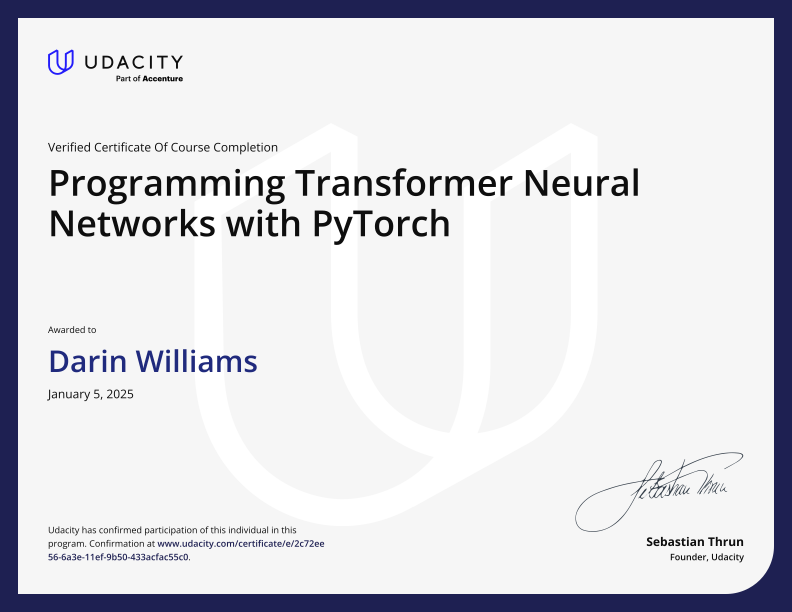 UDACITY
Part of Accenture
Verified Certificate Of Course Completion
Programming Transformer Neural
Networks with PyTorch
Awarded to
Darin Williams
January 5, 2025
Udacity has confirmed participation of this individual in this
program. Confirmation at www.udacity.com/certificate/e/2c72ee
56-6a3e-11ef-9b50-433acfac55c0.
Sebastian Thrun
Sebastian Thrun
Founder, Udacity